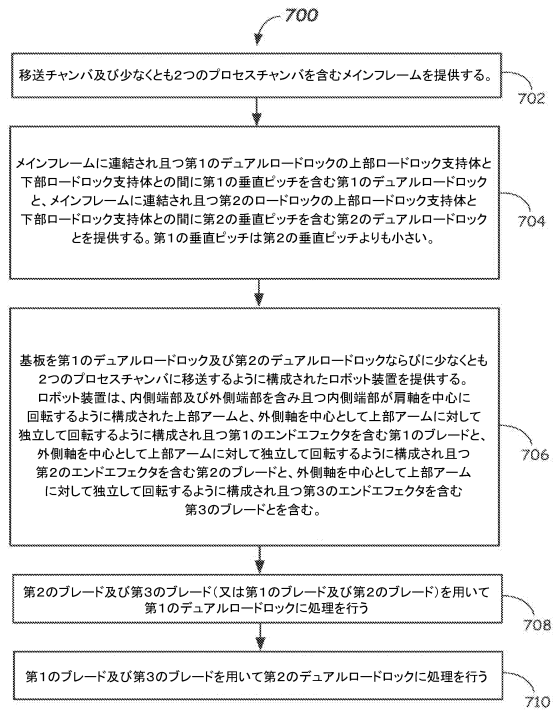 700
移送チャンバ及び少なくとも2つのプロセスチャンバを含むメインフレームを提供する。
702
メインフレームに連結され且つ第1のデュアルロードロックの上部ロードロック支持体と
下部ロードロック支持体との間に第1の垂直ピッチを含む第1のデュアルロードロック
と、メインフレームに連結され且つ第2のロードロックの上部ロードロック支持体と
下部ロードロック支持体との間に第2の垂直ピッチを含む第2のデュアルロードロック
とを提供する。第1の垂直ピッチは第2の垂直ピッチよりも小さい。
704
基板を第1のデュアルロードロック及び第2のデュアルロードロックならびに少なくとも
2つのプロセスチャンバに移送するように構成されたロボット装置を提供する。
ロボット装置は、内側端部及び外側端部を含み且つ内側端部が肩軸を中心に
回転するように構成された上部アームと、外側軸を中心として上部アームに対して
独立して回転するように構成され且つ第1のエンドエフェクタを含む第1のブレードと、
外側軸を中心として上部アームに対して独立して回転するように構成され且つ
第2のエンドエフェクタを含む第2のブレードと、外側軸を中心として上部アーム
に対して独立して回転するように構成され且つ第3のエンドエフェクタを含む
第3のブレードとを含む。
706
第2のブレード及び第3のブレード（又は第1のブレード及び第2のブレード）を用いて
第1のデュアルロードロックに処理を行う
708
第1のブレード及び第3のブレードを用いて第2のデュアルロードロックに処理を行う
710